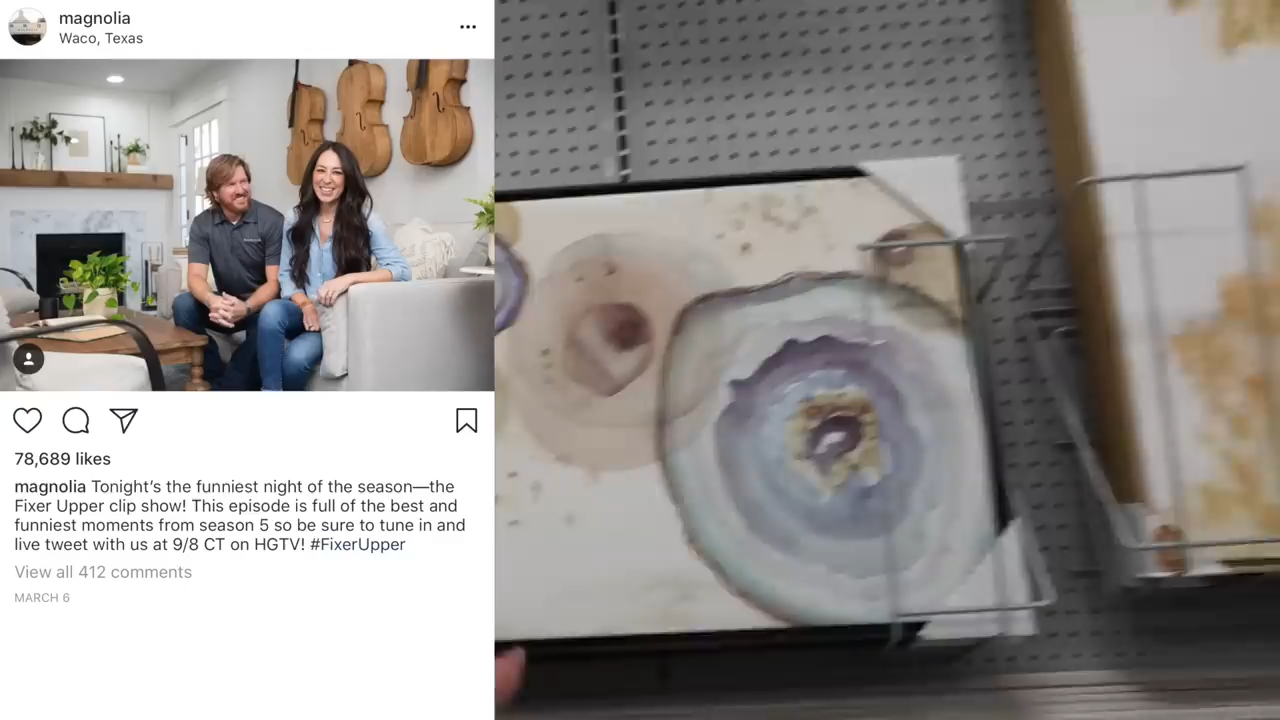 magnolia
Waco, Texas
78,689 likes
magnolia Tonight’s the funniest night of the season—the
Fixer Upper clip show! This episode is full of the best and
funniest moments from season 5 so be sure to tune in and
live tweet with us at 9/8 CT on HGTV! #FixerUpper
View all 412 comments
MARCH 6